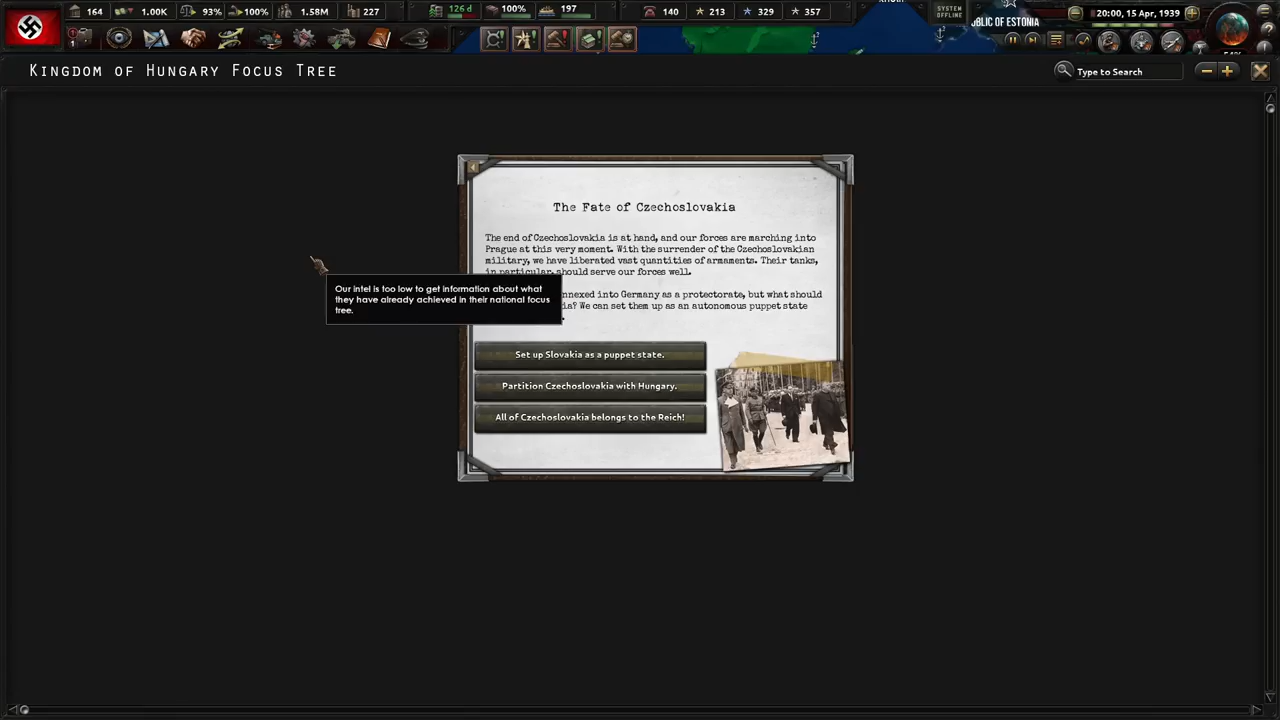 164
1.00K
93%
100%
1.58M
227
126 d
100%
197
140
213
329
357
SYSTEM
OFFLINE
BLIC OF ESTONIA
20:00, 15 Apr, 1939
Kingdom of Hungary Focus Tree
Type to Search
The Fate of Czechoslovakia
The end of Czechoslovakia is at hand, and our forces are marching into
Prague at this very moment. With the surrender of the Czechoslovakian
military, we have liberated vast quantities of armaments. Their tanks,
in particular, should serve our forces well.
nnexed into Germany as a protectorate, but what should
ia? We can set them up as an autonomous puppet state
Our intel is too low to get information about what
they have already achieved in their national focus
tree.
Set up Slovakia as a puppet state.
Partition Czechoslovakia with Hungary.
All of Czechoslovakia belongs to the Reich!